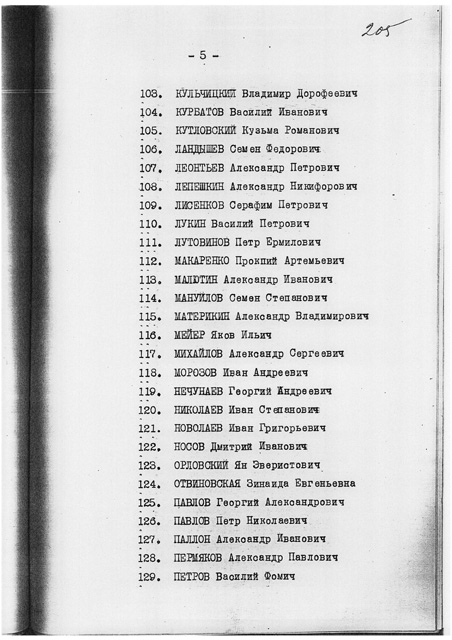 205
- 5 -
103. КУЛЬЧИЦКИЙ Владимир Дорофеевич
104. КУРБАТОВ Василий Иванович
105. КУТЛОВСКИЙ Кузьма Романович
106. ЛАНДЫШЕВ Семен Федорович
107. ЛЕОНТЬЕВ Александр Петрович
108. ЛЕПЕШКИН Александр Никифорович
109. ЛИСЕНКОВ Серафим Петрович
110. ЛУКИН Василий Петрович
111. ЛУТОВИНОВ Петр Ермилович
112. МАКАРЕНКО Прокпий Артемьевич
113. МАЛЮТИН Александр Иванович
114. МАНУЙЛОВ Семен Степанович
115. МАТЕРИКИН Александр Владимирович
116. МЕЙЕР Яков Ильич
117. МИХАЙЛОВ Александр Сергеевич
118. МОРОЗОВ Иван Андреевич
119. НЕЧУНАЕВ Георгий Андреевич
120. НИКОЛАЕВ Иван Степанович
121. НОВОЛАЕВ Иван Григорьевич
122. НОСОВ Дмитрий Иванович
123. ОРЛОВСКИЙ Ян Эверистович
124. ОТВИНОВСКАЯ Зинаида Евгеньевна
125. ПАВЛОВ Георгий Александрович
126. ПАВЛОВ Петр Николаевич
127. ПАЛЛОН Александр Иванович
128. ПЕРМЯКОВ Александр Павлович
129. ПЕТРОВ Василий Фомич